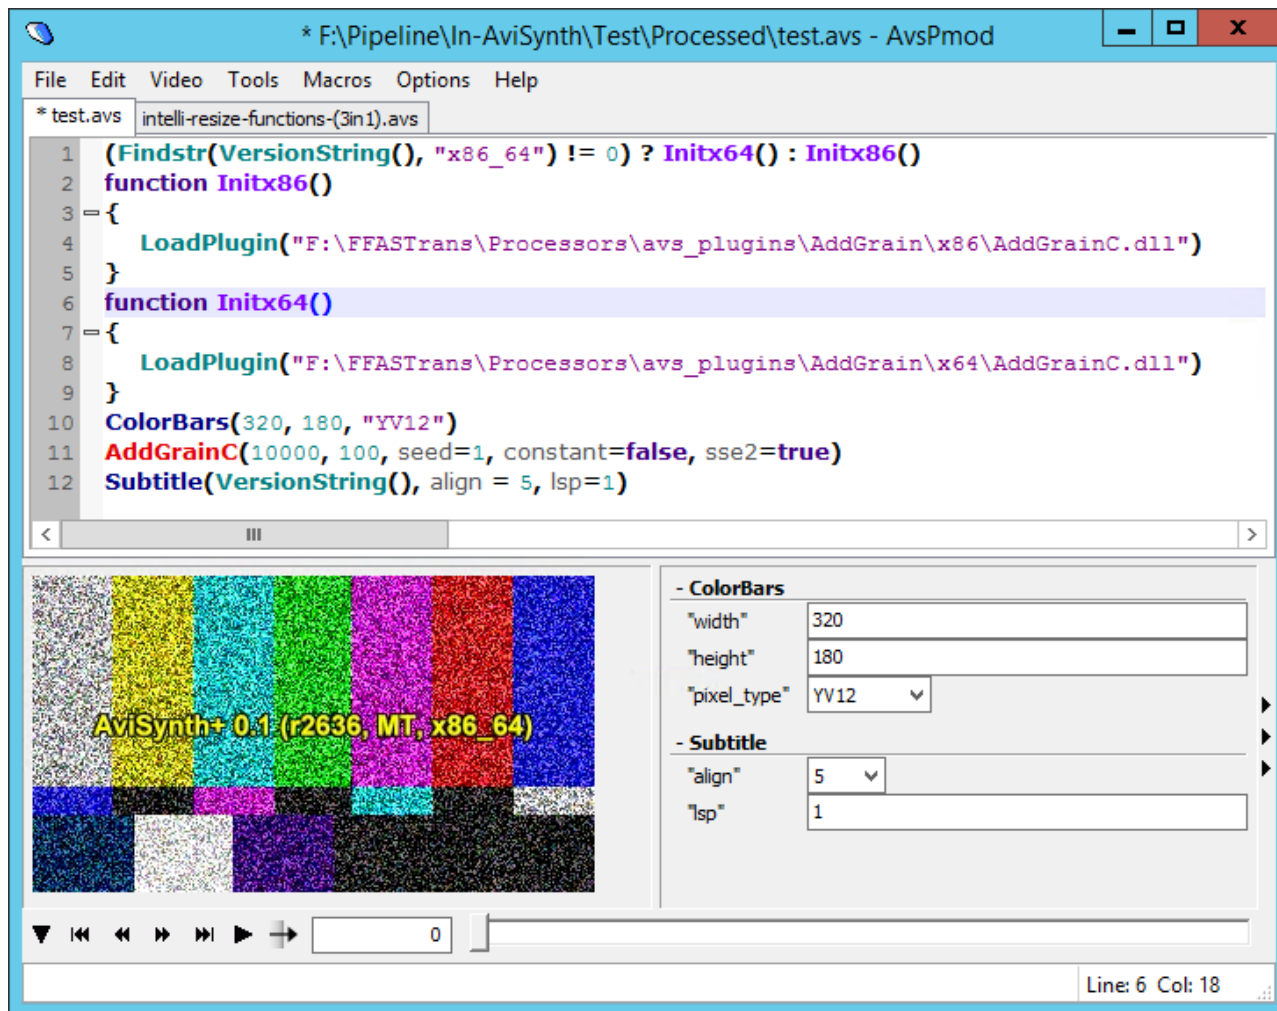 * F:\Pipeline\In-AviSynth\Test\Processed\test.avs - AvsPmod
File Edit Video Tools Macros Options Help
* test.avs intelli-resize-functions-(3in1).avs
1 (Findstr(VersionString(), "x86_64") != 0) ? Initx64() : Initx86()
2 function Initx86()
3 {
4 LoadPlugin("F:\FFASTrans\Processors\avs_plugins\AddGrain\x86\AddGrainC.dll")
5 }
6 function Initx64()
7 {
8 LoadPlugin("F:\FFASTrans\Processors\avs_plugins\AddGrain\x64\AddGrainC.dll")
9 }
10 ColorBars(320, 180, "YV12")
11 AddGrainC(10000, 100, seed=1, constant=false, sse2=true)
12 Subtitle(VersionString(), align = 5, lsp=1)
AviSynth+ 0.1 (r2636, MT, x86_64)
- ColorBars
"width" 320
"height" 180
"pixel_type" YV12
- Subtitle
"align" 5
"lsp" 1
0
Line: 6 Col: 18